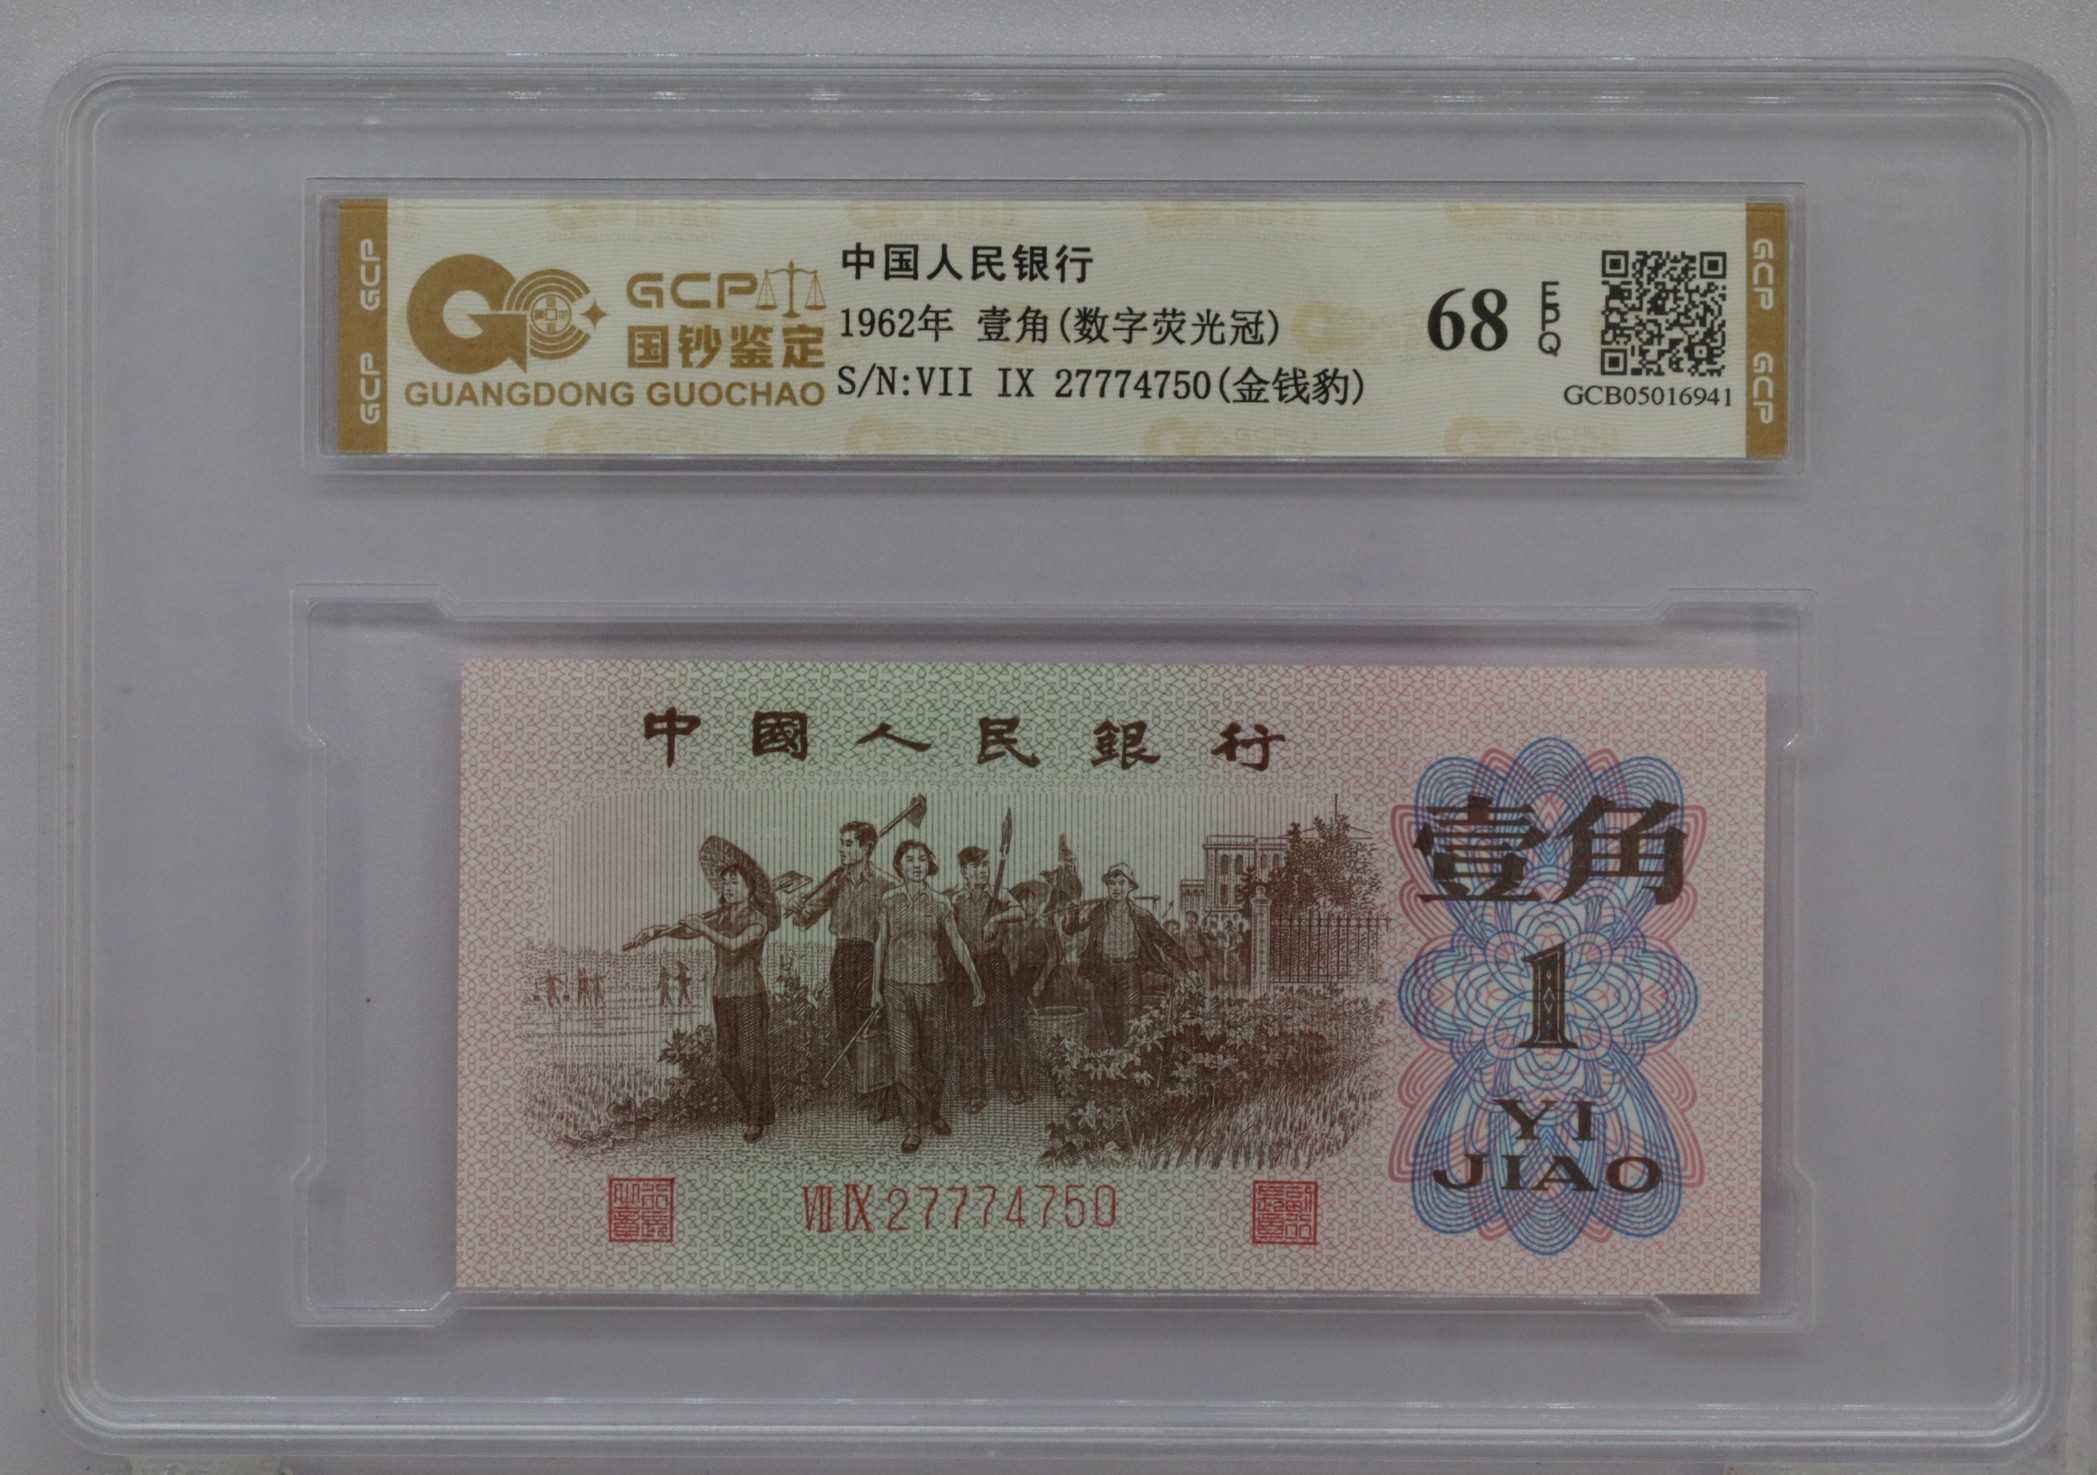 GCP
GCP
GCP
国钞鉴定
GUANGDONG GUOCHAO
中国人民银行
1962年 壹角(数字荧光冠)
S/N:VII IX 27774750(金钱豹)
68 EPQ
GCB05016941
GCP
GCP
中國人民銀行
壹角
1
YI
JIAO
VII IX 27774750